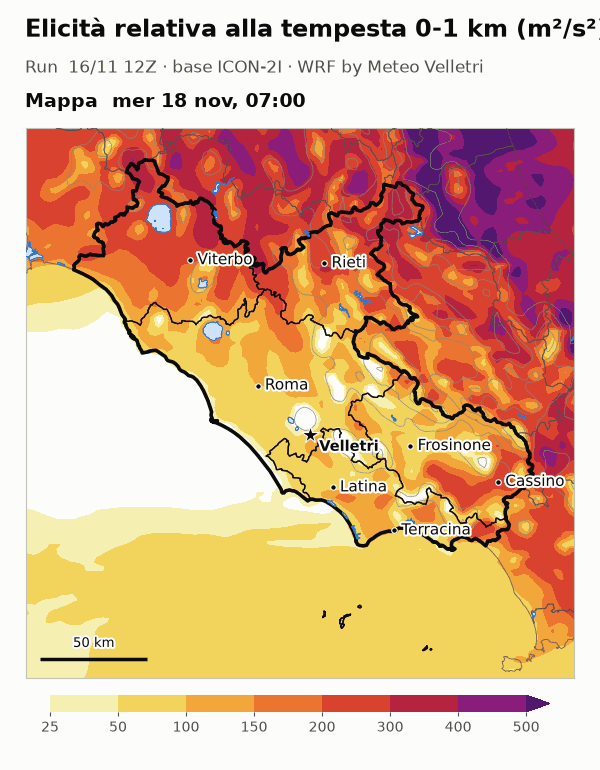 Elicità relativa alla tempesta 0-1 km (m²/s²)
Run  16/11 12Z · base ICON-2I · WRF by Meteo Velletri
Mappa  mer 18 nov, 07:00
Viterbo
Rieti
Roma
Velletri
Frosinone
Cassino
Latina
Terracina
50 km
25 50 100 150 200 300 400 500